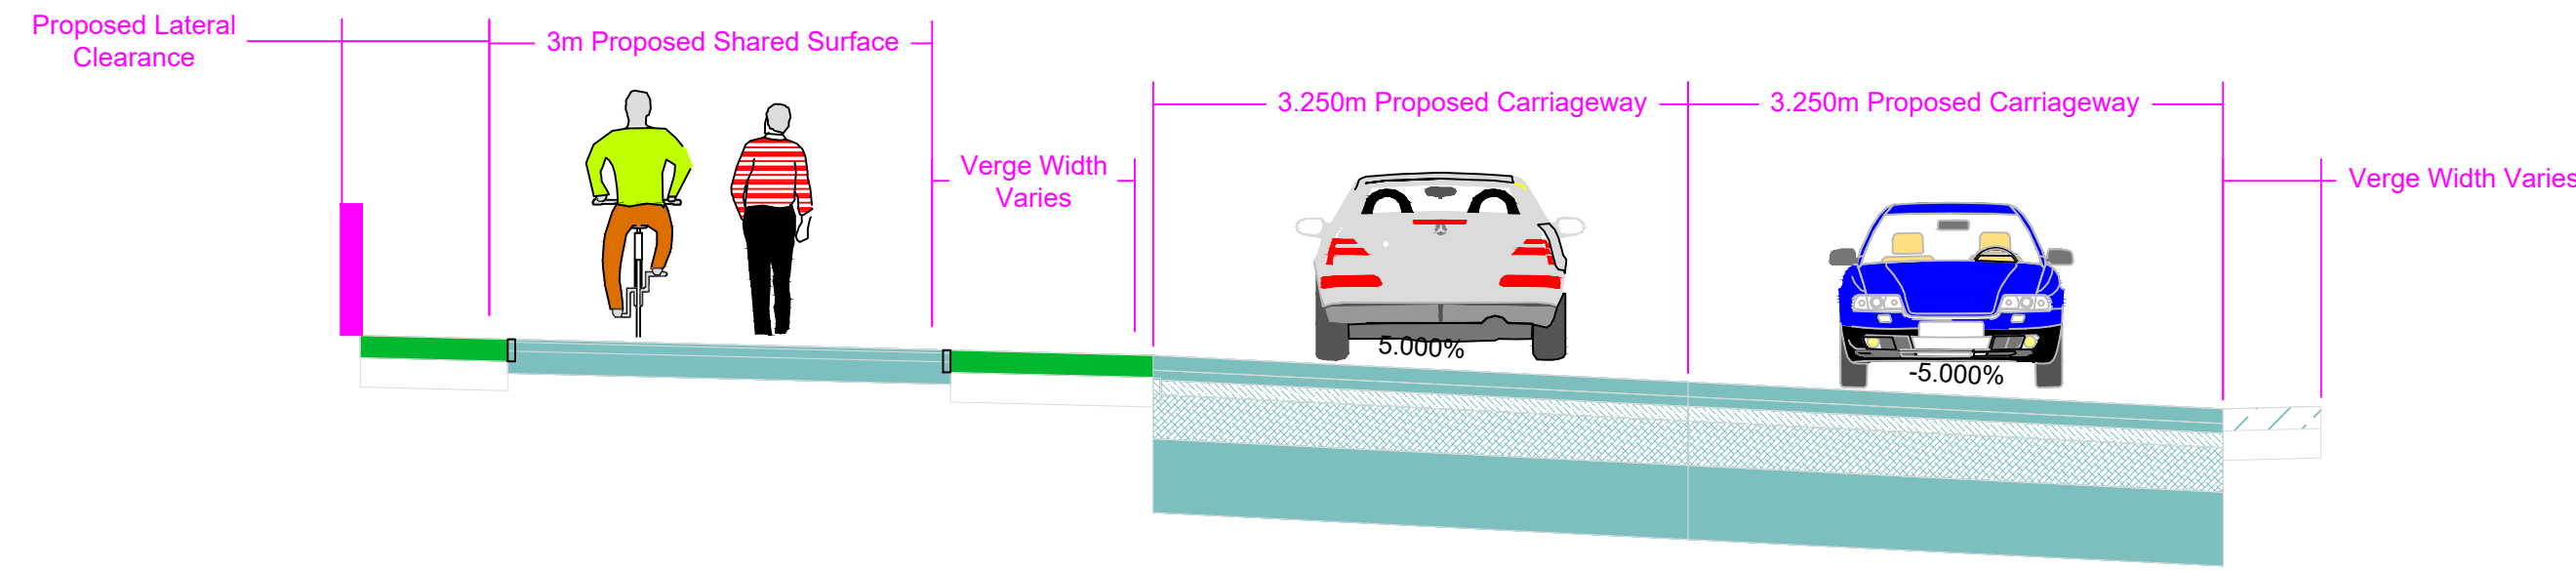 Proposed Lateral
Clearance
3m Proposed Shared Surface
Verge Width
Varies
3.250m Proposed Carriageway
3.250m Proposed Carriageway
Verge Width Varies
5.000%
-5.000%